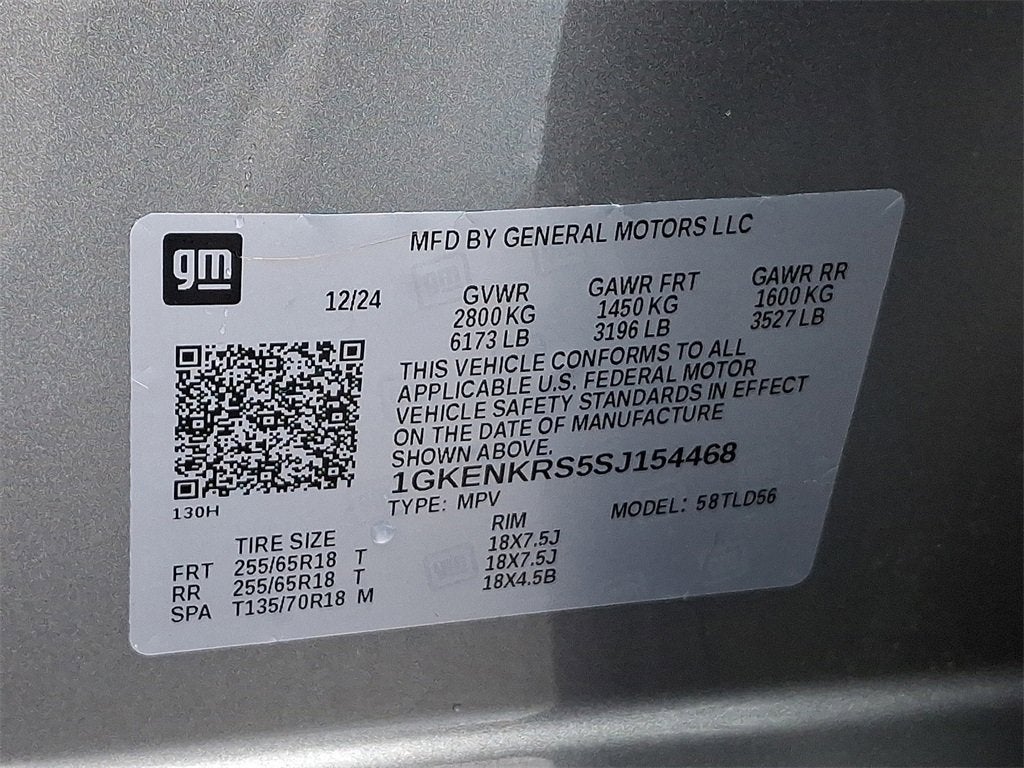 gm
MFD BY GENERAL MOTORS LLC
12/24
GVWR
2800 KG
6173 LB
GAWR FRT
1450 KG
3196 LB
GAWR RR
1600 KG
3527 LB
THIS VEHICLE CONFORMS TO ALL
APPLICABLE U.S. FEDERAL MOTOR
VEHICLE SAFETY STANDARDS IN EFFECT
ON THE DATE OF MANUFACTURE
SHOWN ABOVE.
1GKENKRS5SJ154468
TYPE: MPV MODEL: 58TLD56
130H
TIRE SIZE RIM
FRT 255/65R18 T 18X7.5J
RR 255/65R18 T 18X7.5J
SPA T135/70R18 M 18X4.5B